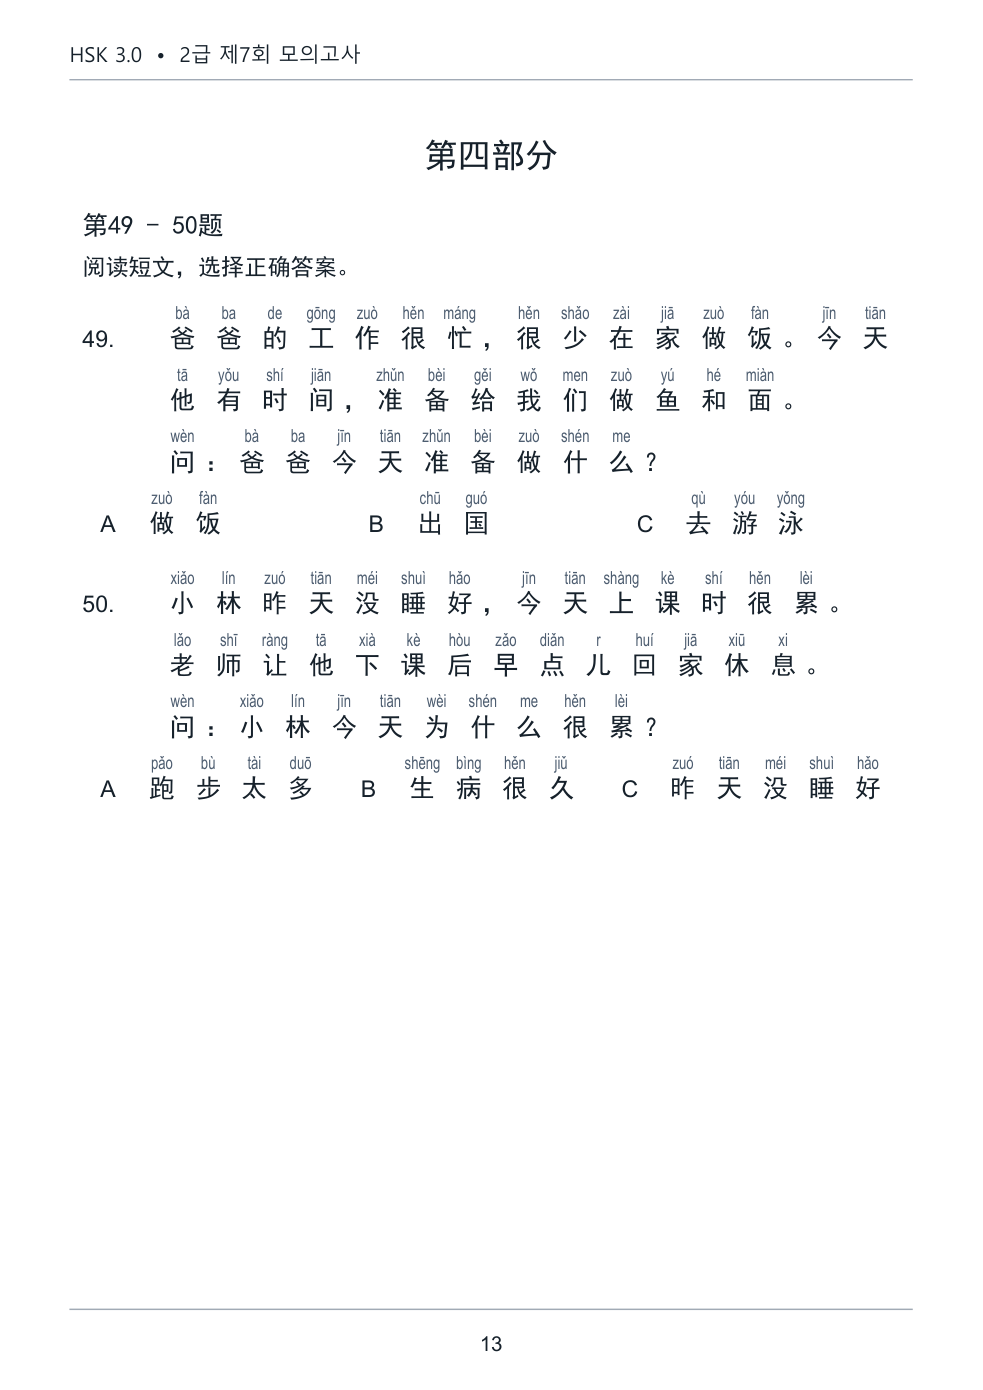 HSK 3.0 • 2급 제7회 모의고사
第四部分
第49 － 50题
阅读短文，选择正确答案。
bà ba de gōng zuò hěn máng hěn shǎo zài jiā zuò fàn jīn tiān
49. 爸爸的工作很忙，很少在家做饭。今天
tā yǒu shí jiān zhǔn bèi gěi wǒ men zuò yú hé miàn
他有时间，准备给我们做鱼和面。
wèn bà ba jīn tiān zhǔn bèi zuò shén me
问：爸爸今天准备做什么？
zuò fàn chū guó qù yóu yǒng
A 做饭 B 出国 C 去游泳
xiǎo lín zuó tiān méi shuì hǎo jīn tiān shàng kè shí hěn lèi
50. 小林昨天没睡好，今天上课时很累。
lǎo shī ràng tā xià kè hòu zǎo diǎn r huí jiā xiū xi
老师让他下课后早点儿回家休息。
wèn xiǎo lín jīn tiān wèi shén me hěn lèi
问：小林今天为什么很累？
pǎo bù tài duō shēng bìng hěn jiǔ zuó tiān méi shuì hǎo
A 跑步太多 B 生病很久 C 昨天没睡好
13